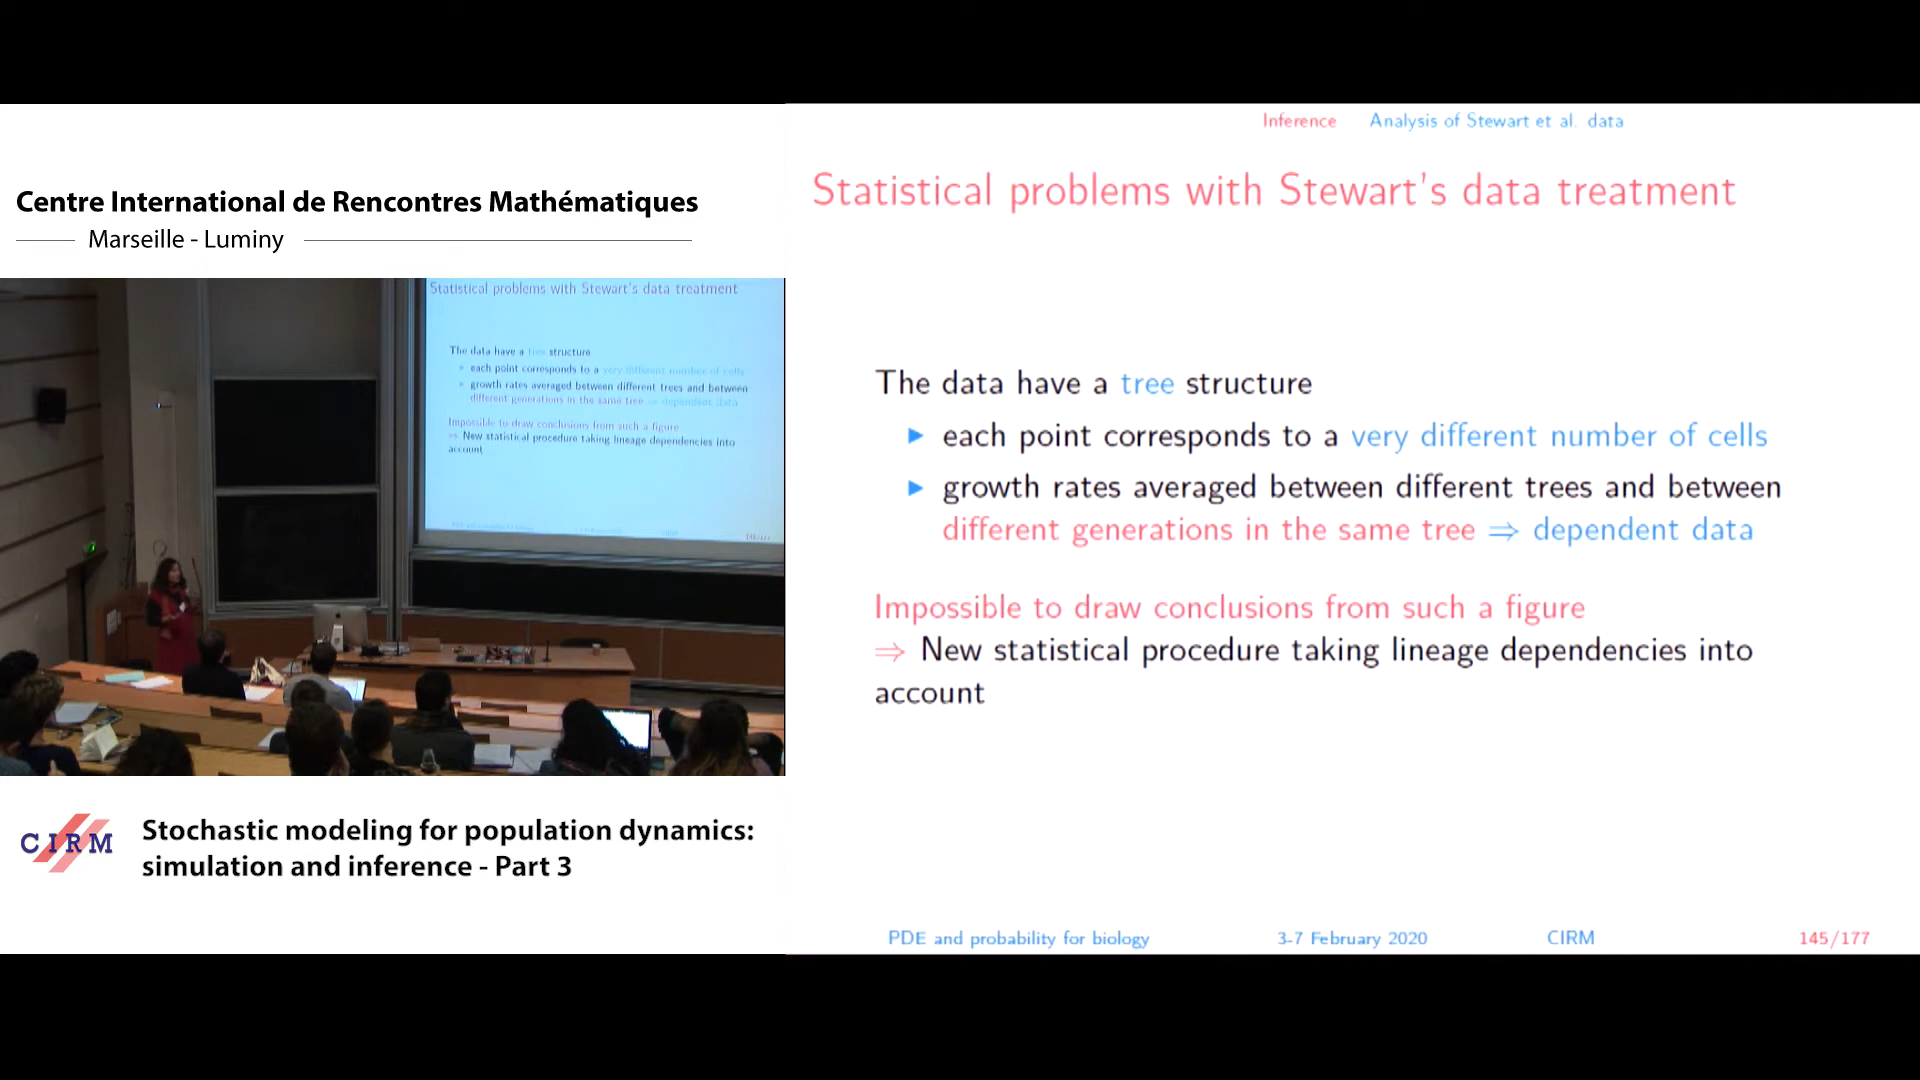 Centre International de Rencontres Mathématiques
Marseille - Luminy
Statistical problems with Stewart's data treatment
The data have a tree structure
each point corresponds to a very different number of cells
growth rates averaged between different trees and between
different generations in the same tree ⇒ dependent data
Impossible to draw conclusions from such a figure
⇒ New statistical procedure taking lineage dependencies into
account
CIRM
Stochastic modeling for population dynamics:
simulation and inference - Part 3
Inference Analysis of Stewart et al. data
Statistical problems with Stewart's data treatment
The data have a tree structure
▶ each point corresponds to a very different number of cells
▶ growth rates averaged between different trees and between
different generations in the same tree ⇒ dependent data
Impossible to draw conclusions from such a figure
⇒ New statistical procedure taking lineage dependencies into
account
PDE and probability for biology 3-7 February 2020 CIRM 145/177